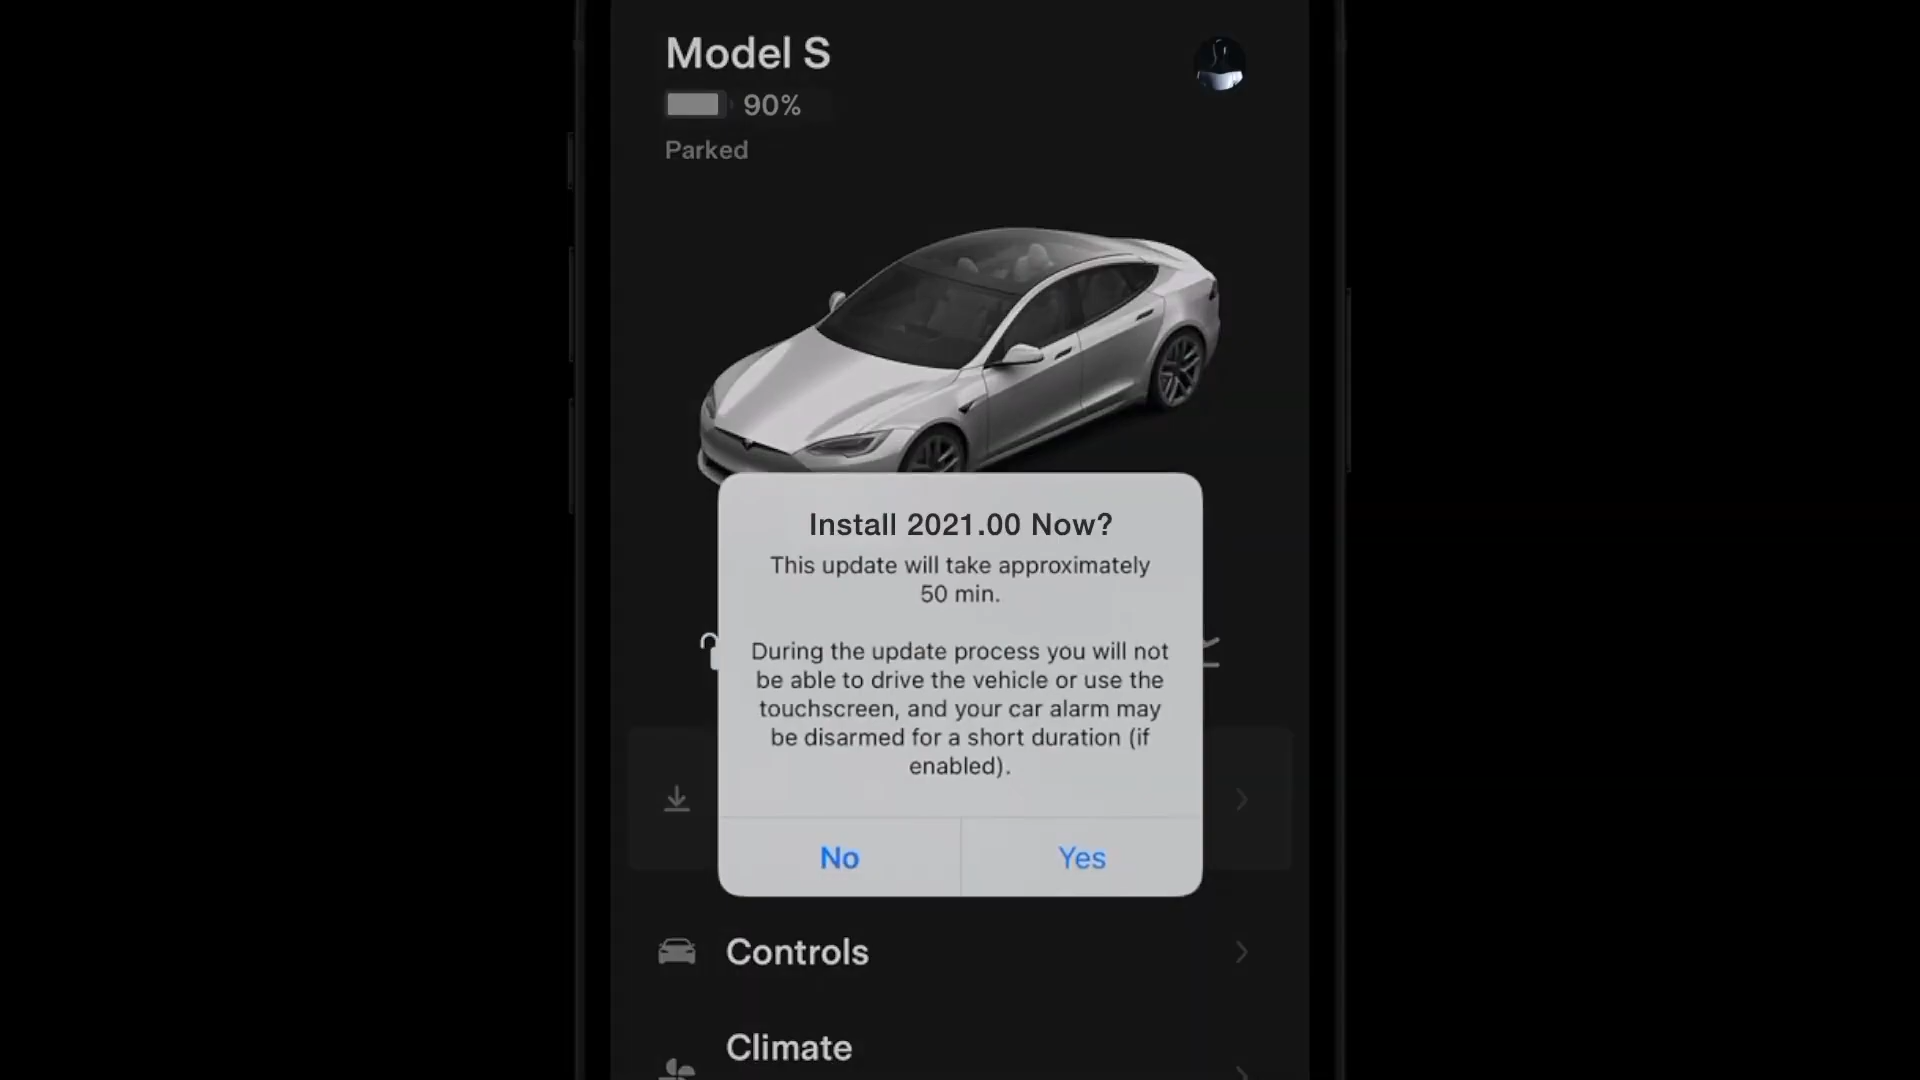 Model S
90%
Parked
Install 2021.00 Now?
This update will take approximately
50 min.
During the update process you will not
be able to drive the vehicle or use the
touchscreen, and your car alarm may
be disarmed for a short duration (if
enabled).
No
Yes
Controls
Climate